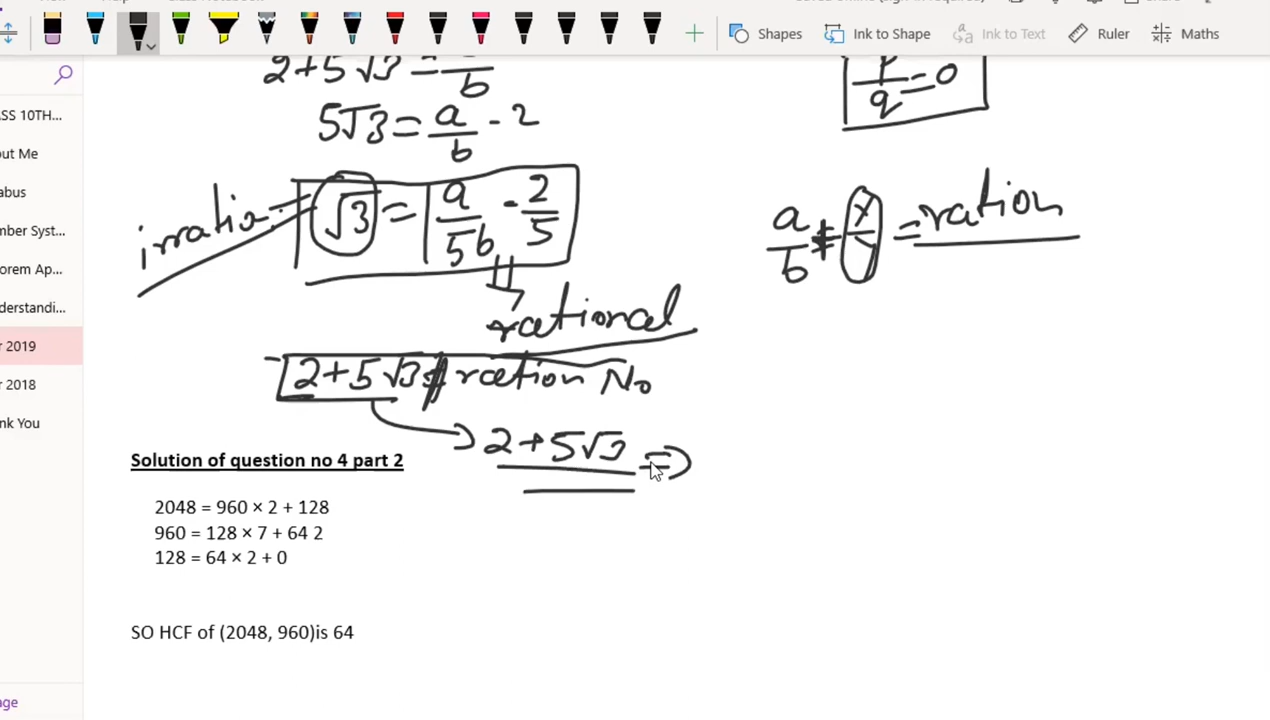 Shapes
Ink to Shape
Ink to Text
Ruler
Maths
SS 10TH...
out Me
abus
mber Syst...
orem Ap...
derstandi...
r 2019
r 2018
nk You
age
2+5√3 = /b
5√3 = a/b - 2
irratio = √3 = a/5b - 2/5
rational
2+5√3 ≠ ration No
2+5√3 =>
p/q = 0
a/b + x/y = ration
Solution of question no 4 part 2
2048 = 960 × 2 + 128
960 = 128 × 7 + 64 2
128 = 64 × 2 + 0
SO HCF of (2048, 960)is 64